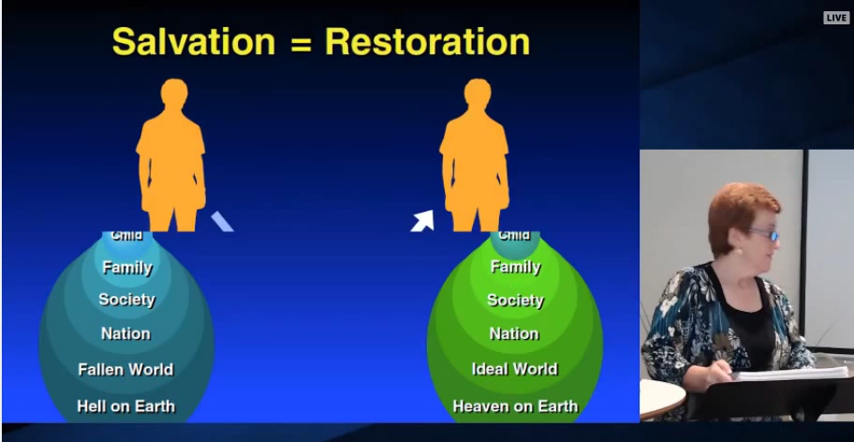 LIVE
Salvation = Restoration
Child
Family
Society
Nation
Fallen World
Hell on Earth
Child
Family
Society
Nation
Ideal World
Heaven on Earth